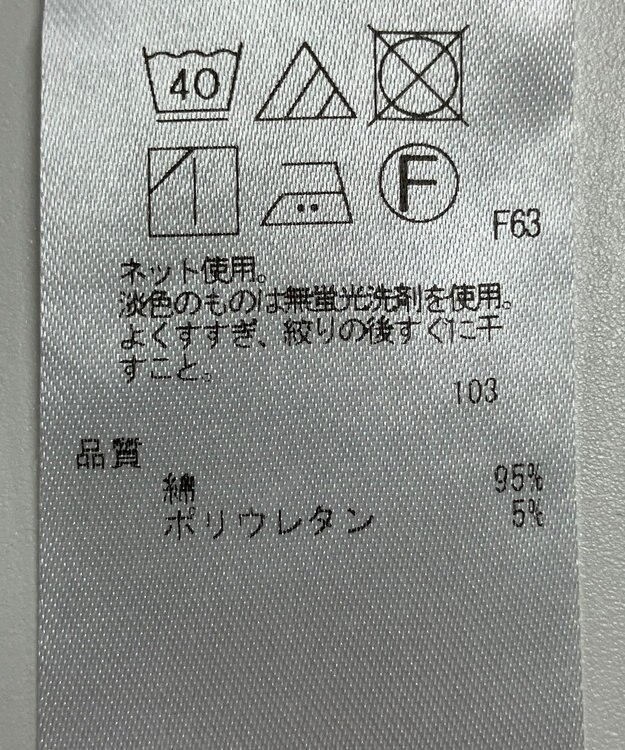 40
F
F63
ネット使用。
淡色のものは無蛍光洗剤を使用。
よくすすぎ、絞りの後すぐに干
すこと。
103
品質
綿 95%
ポリウレタン 5%